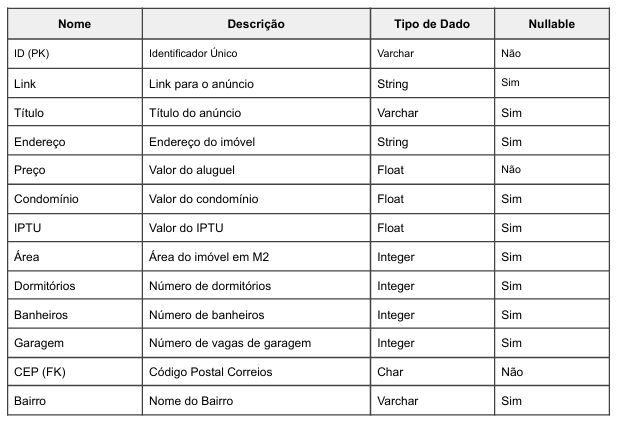 Nome Descrição Tipo de Dado Nullable
ID (PK) Identificador Único Varchar Não
Link Link para o anúncio String Sim
Título Título do anúncio Varchar Sim
Endereço Endereço do imóvel String Sim
Preço Valor do aluguel Float Não
Condomínio Valor do condomínio Float Sim
IPTU Valor do IPTU Float Sim
Área Área do imóvel em M2 Integer Sim
Dormitórios Número de dormitórios Integer Sim
Banheiros Número de banheiros Integer Sim
Garagem Número de vagas de garagem Integer Sim
CEP (FK) Código Postal Correios Char Não
Bairro Nome do Bairro Varchar Sim